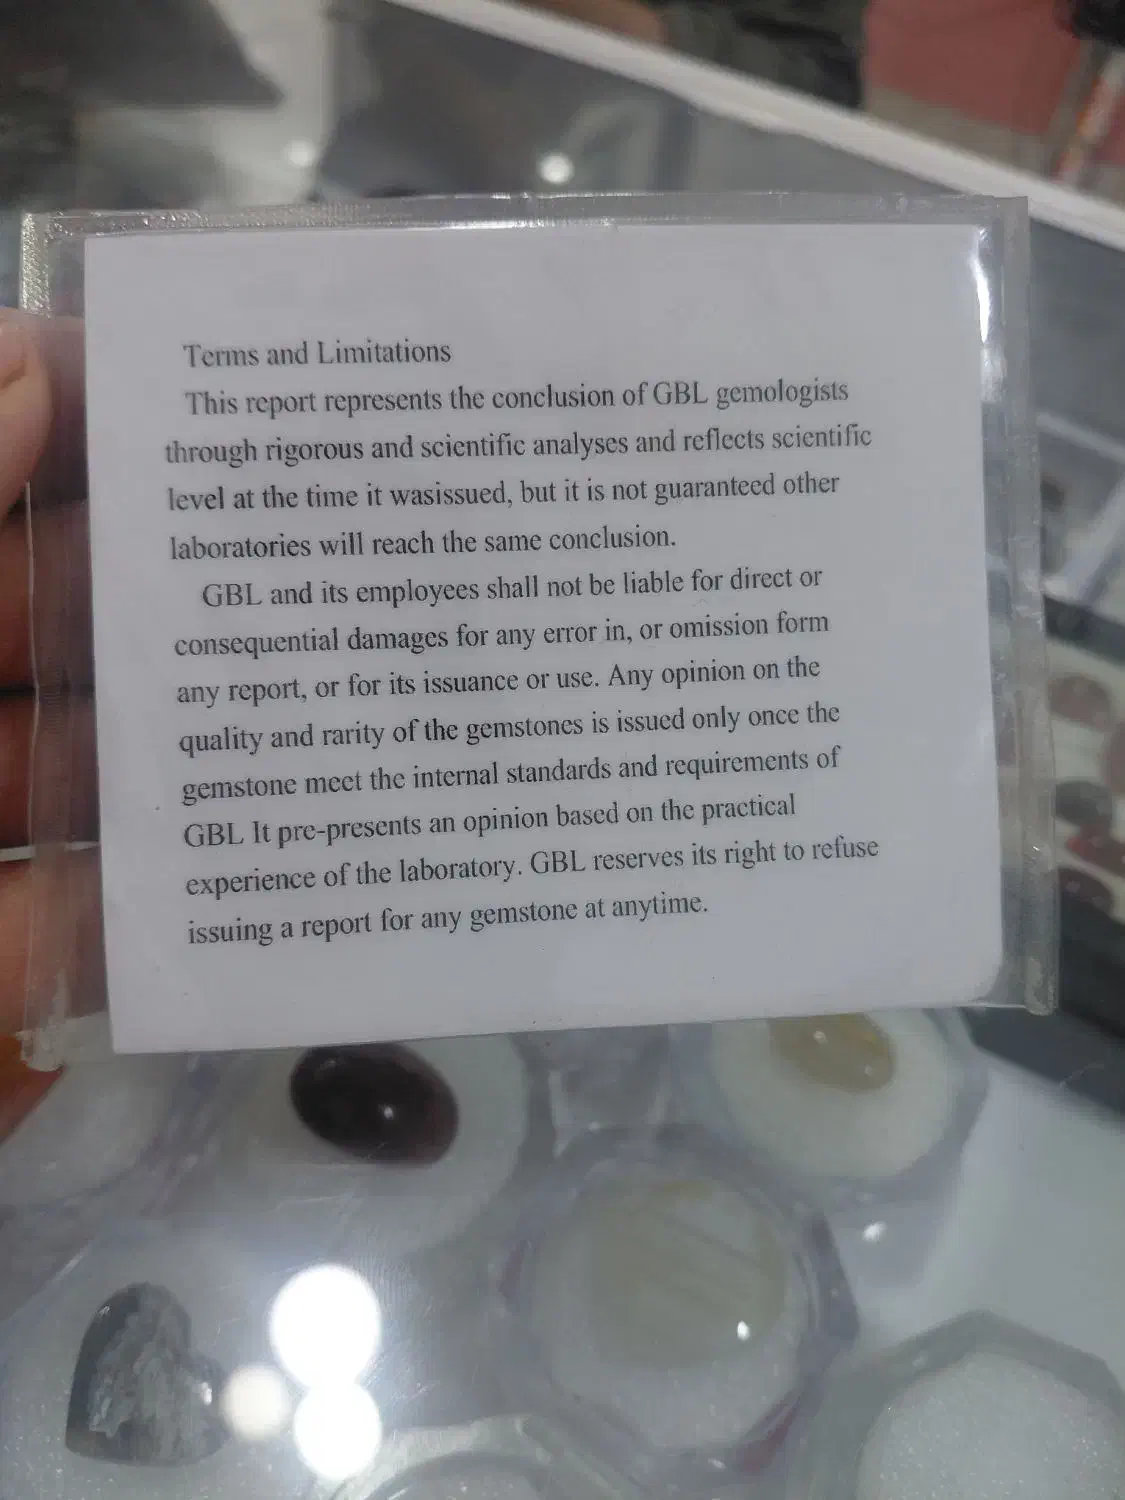 Terms and Limitations
This report represents the conclusion of GBL gemologists
through rigorous and scientific analyses and reflects scientific
level at the time it wasissued, but it is not guaranteed other
laboratories will reach the same conclusion.
GBL and its employees shall not be liable for direct or
consequential damages for any error in, or omission form
any report, or for its issuance or use. Any opinion on the
quality and rarity of the gemstones is issued only once the
gemstone meet the internal standards and requirements of
GBL It pre-presents an opinion based on the practical
experience of the laboratory. GBL reserves its right to refuse
issuing a report for any gemstone at anytime.